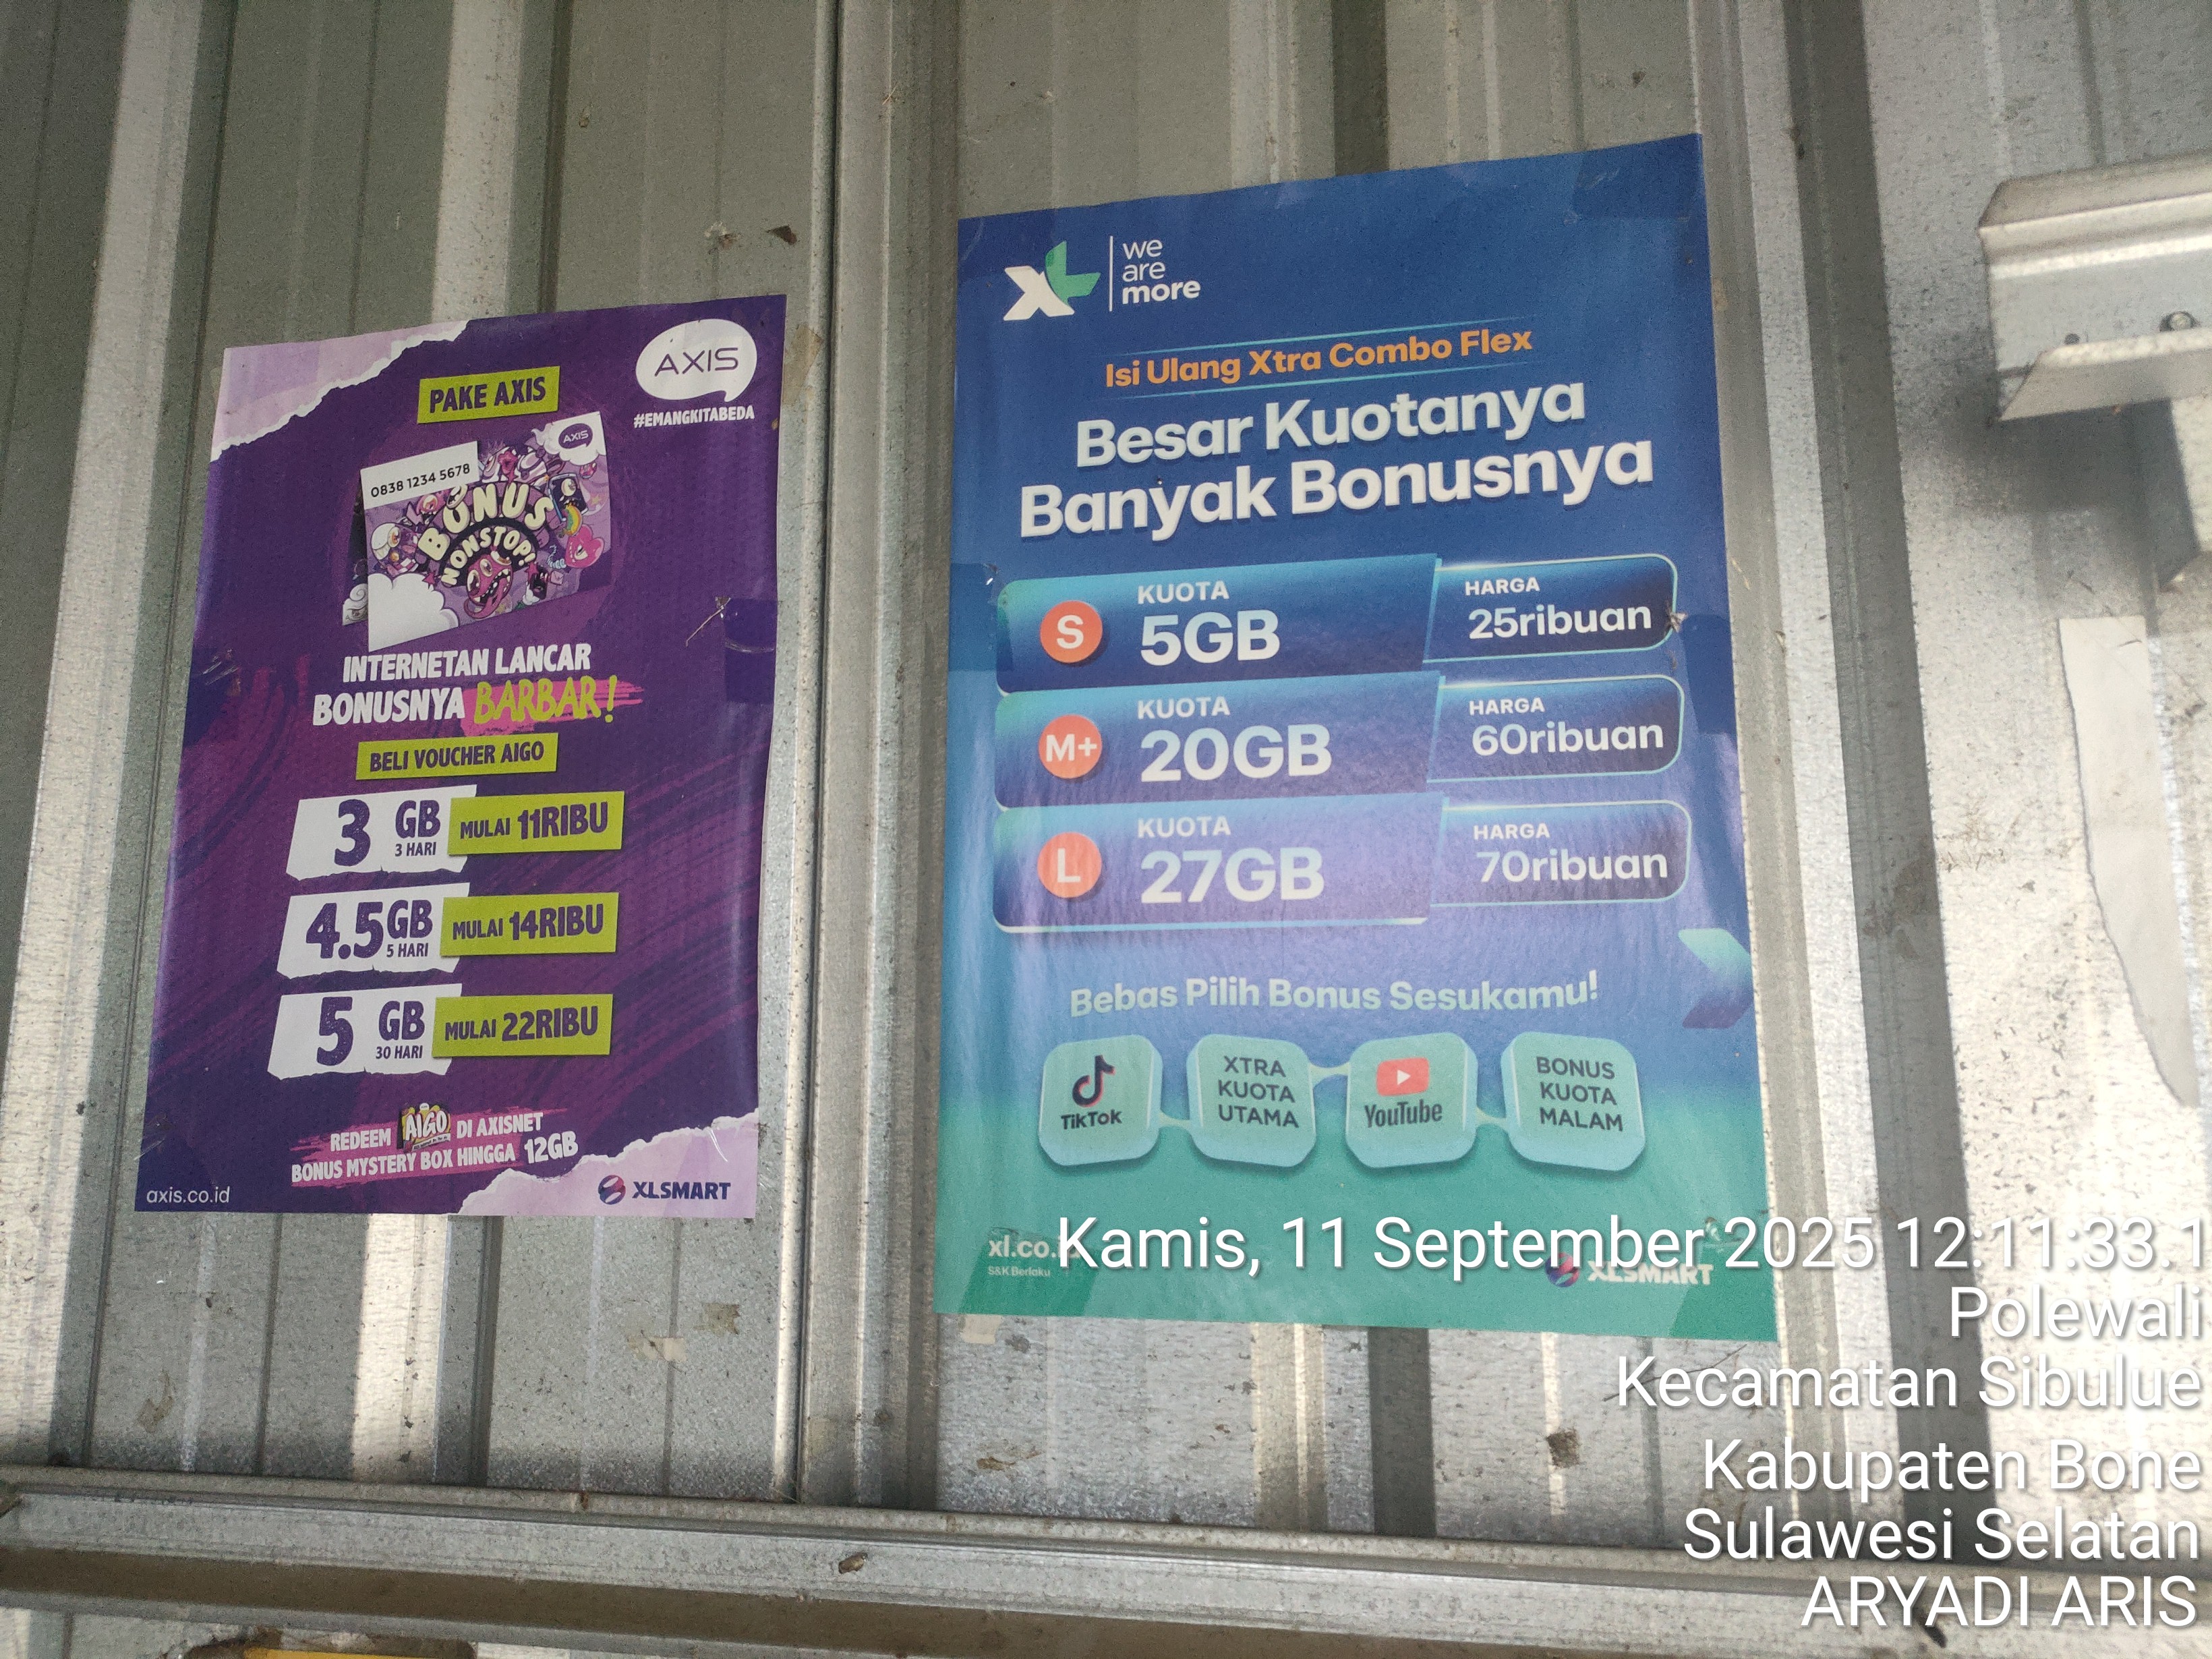 AXIS
#EMANGKITABEDA
PAKE AXIS
AXIS
0838 1234 5678
BONUS
NONSTOP!
INTERNETAN LANCAR
BONUSNYA BARBAR!
BELI VOUCHER AIGO
3 GB
3 HARI
MULAI 11RIBU
4.5GB
5 HARI
MULAI 14RIBU
5 GB
30 HARI
MULAI 22RIBU
REDEEM AIGO DI AXISNET
BONUS MYSTERY BOX HINGGA 12GB
axis.co.id
XLSMART
XL
we
are
more
Isi Ulang Xtra Combo Flex
Besar Kuotanya
Banyak Bonusnya
S
KUOTA
5GB
HARGA
25ribuan
M+
KUOTA
20GB
HARGA
60ribuan
L
KUOTA
27GB
HARGA
70ribuan
Bebas Pilih Bonus Sesukamu!
TikTok
XTRA
KUOTA
UTAMA
YouTube
BONUS
KUOTA
MALAM
S&K Berlaku
XLSMART
Kamis, 11 September 2025 12:11:33.1
Polewali
Kecamatan Sibulue
Kabupaten Bone
Sulawesi Selatan
ARYADI ARIS